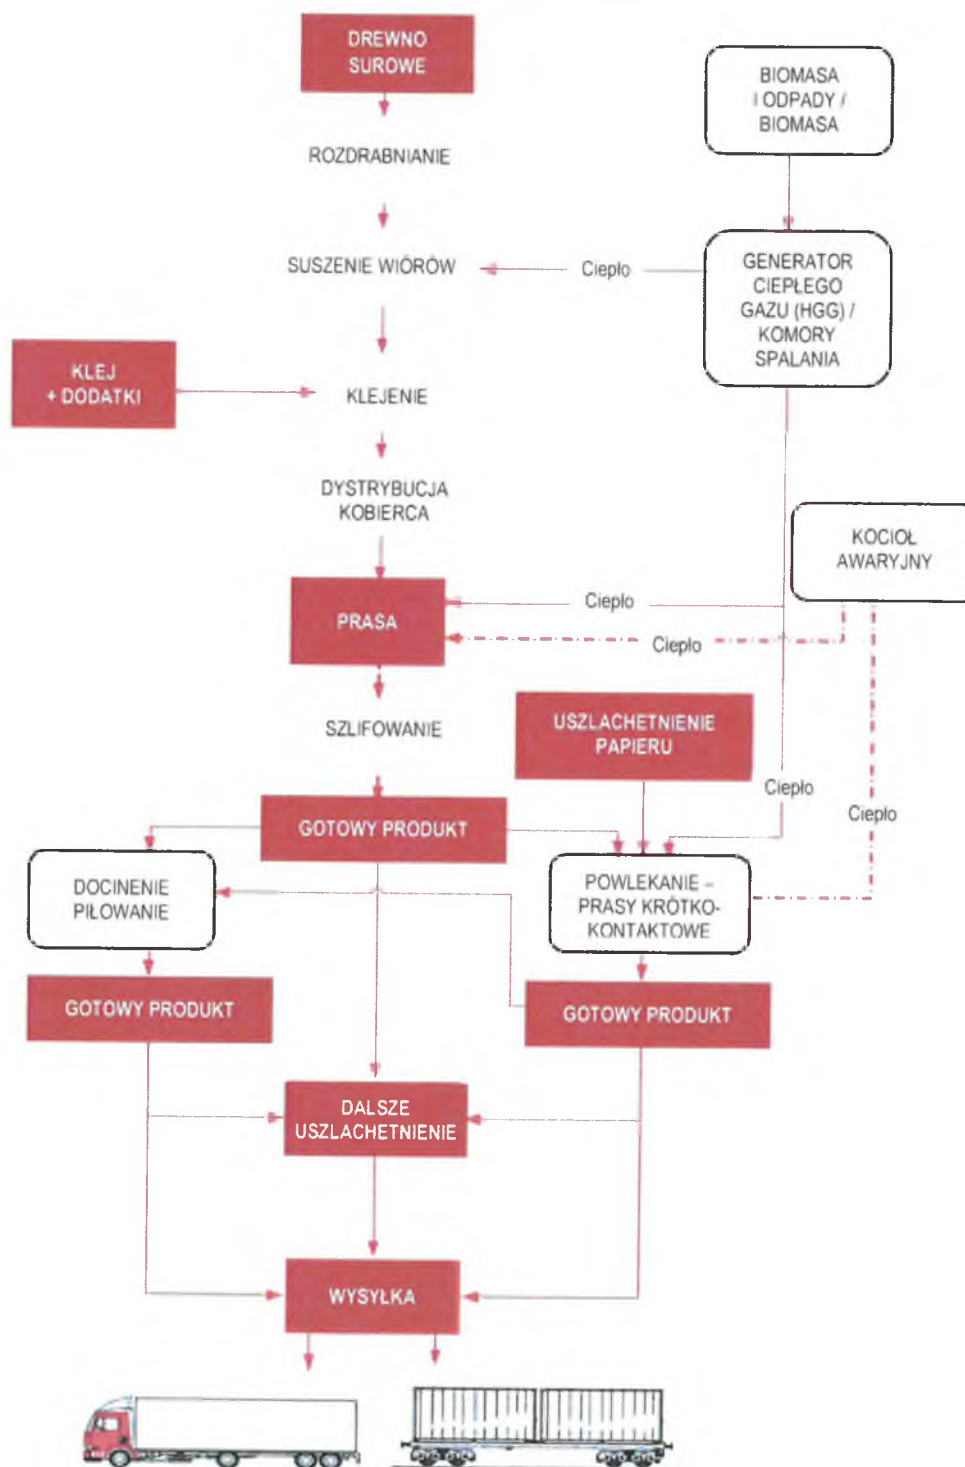 DREWNO
SUROWE
BIOMASA
I ODPADY /
BIOMASA
ROZDRABNIANIE
SUSZENIE WIÓRÓW
Ciepło
GENERATOR
CIEPŁEGO
GAZU (HGG) /
KOMORY
SPALANIA
KLEJ
+ DODATKI
KLEJENIE
DYSTRYBUCJA
KOBIERCA
KOCIOŁ
AWARYJNY
PRASA
Ciepło
Ciepło
SZLIFOWANIE
USZLACHETNIENIE
PAPIERU
Ciepło
Ciepło
GOTOWY PRODUKT
DOCINENIE
PIŁOWANIE
POWLEKANIE –
PRASY KRÓTKO-
KONTAKTOWE
GOTOWY PRODUKT
GOTOWY PRODUKT
DALSZE
USZLACHETNIENIE
WYSYŁKA